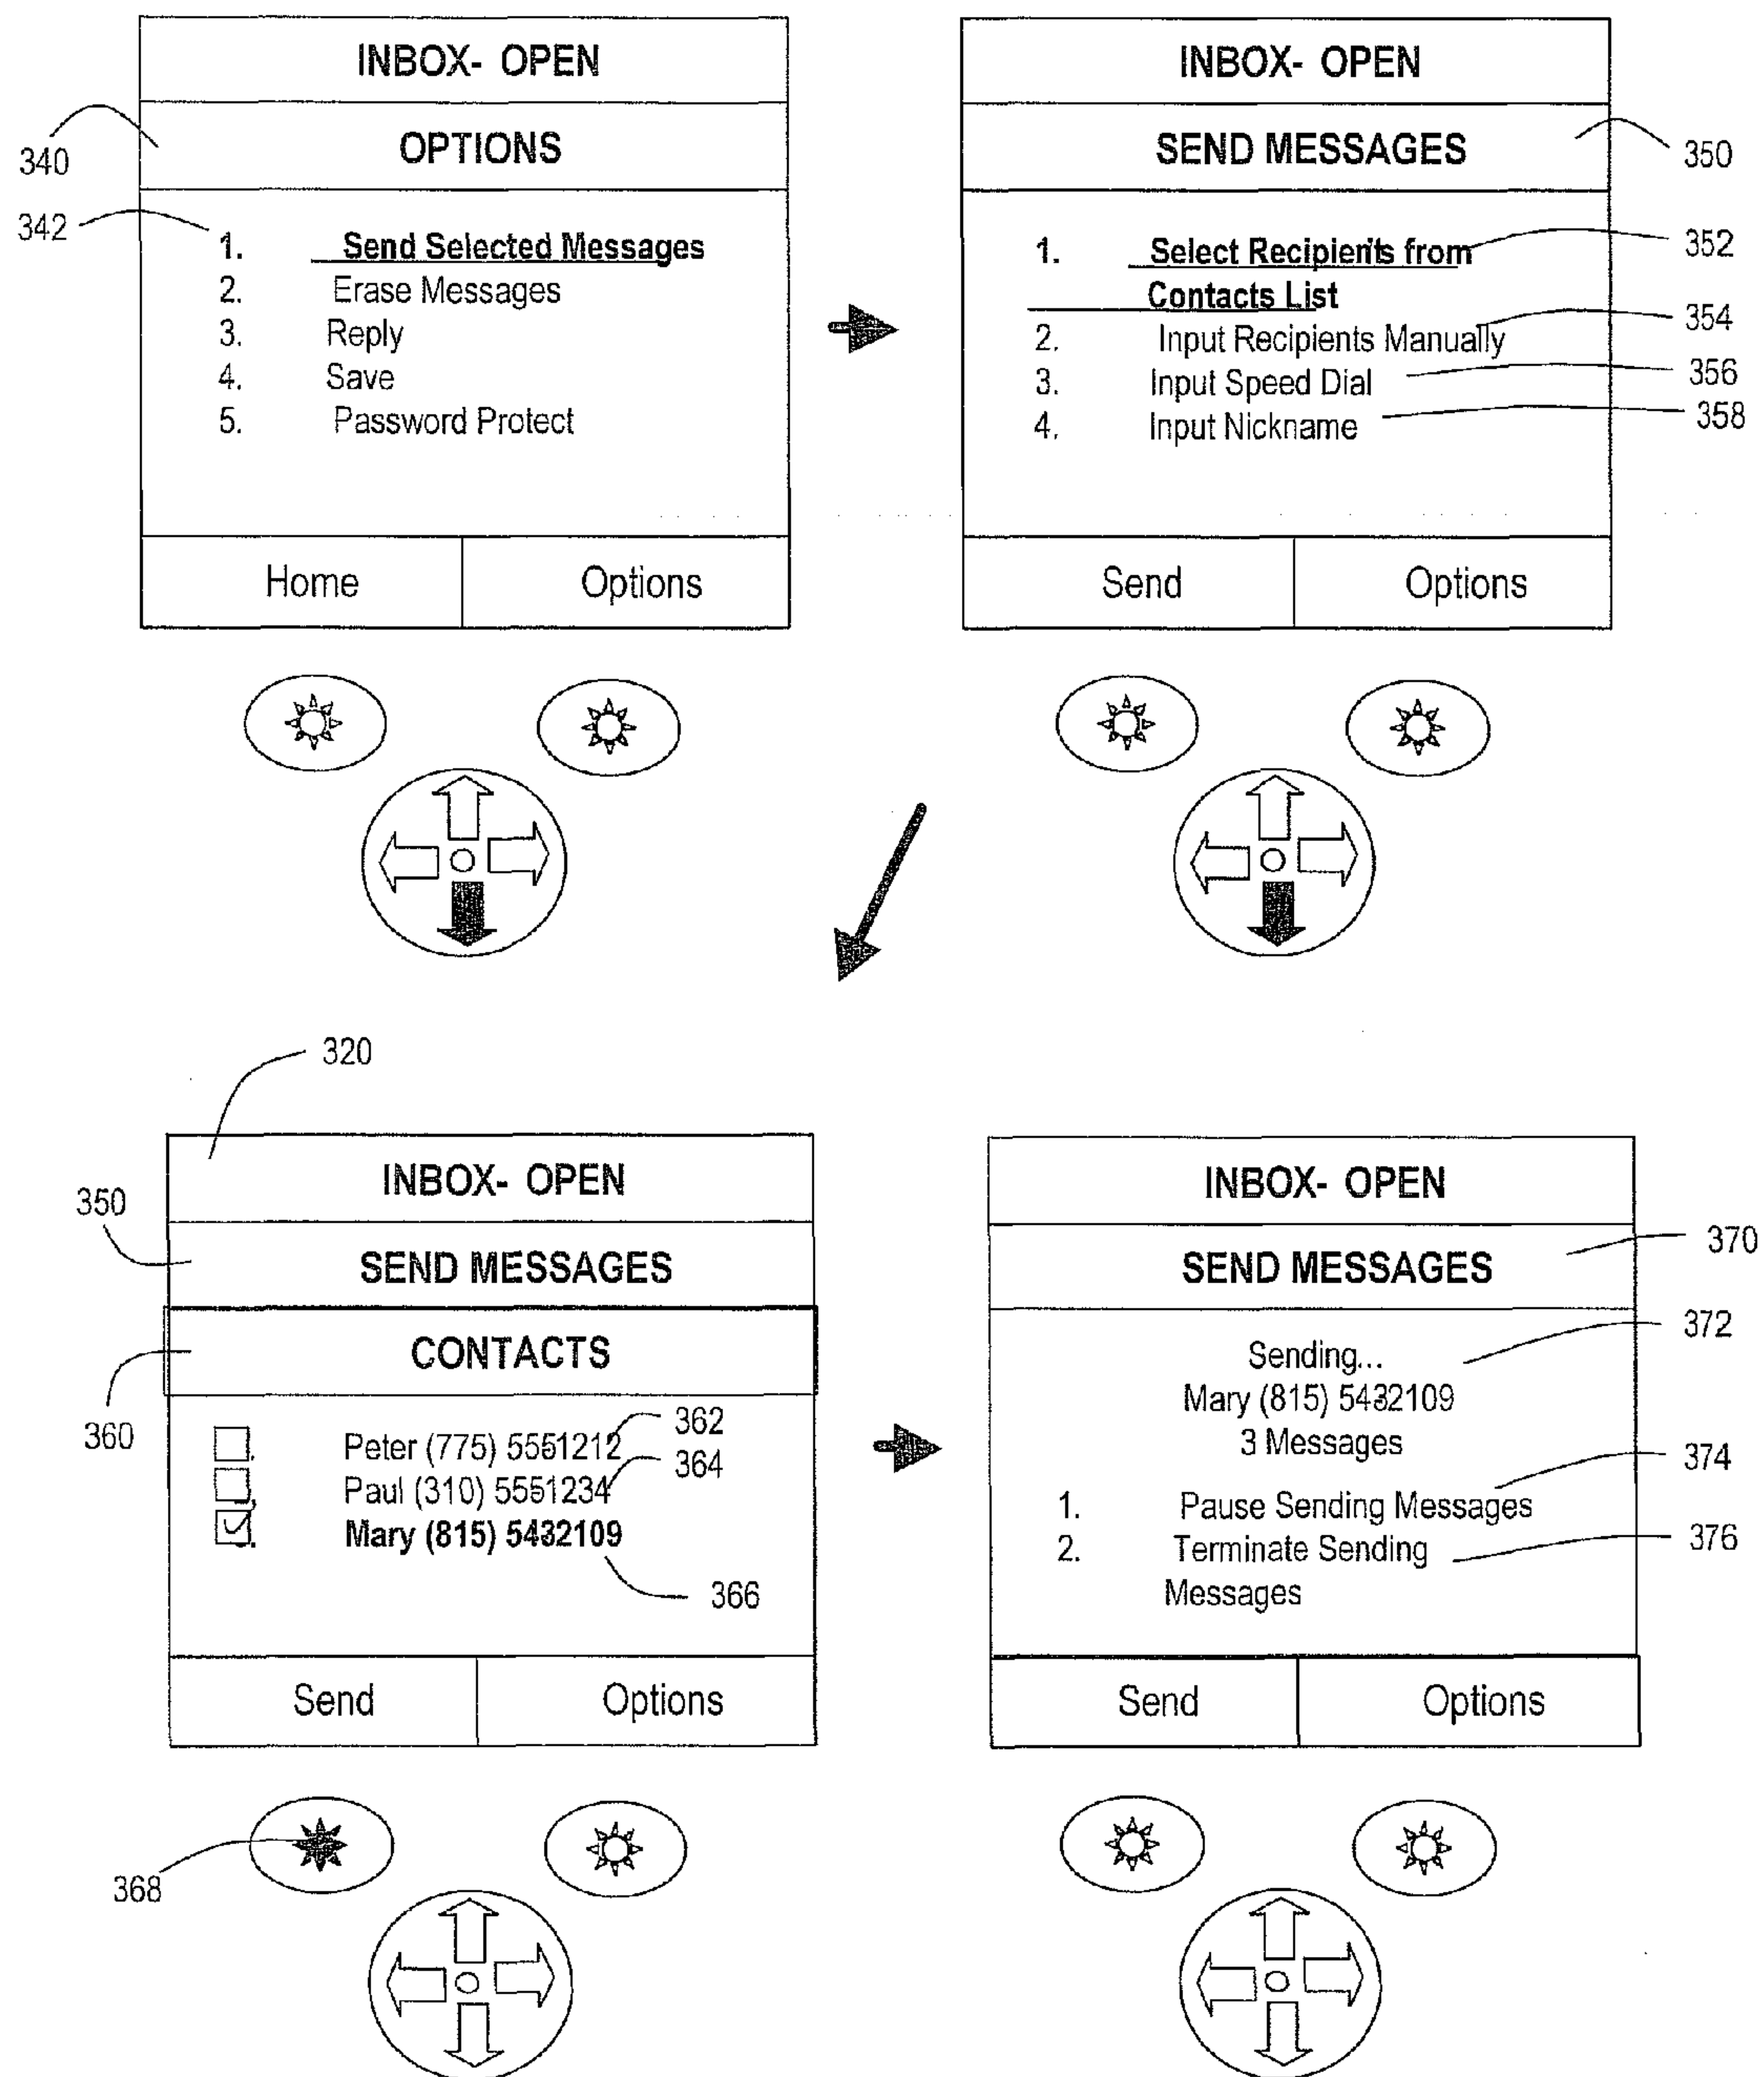 INBOX- OPEN
OPTIONS
340
342
1. Send Selected Messages
2. Erase Messages
3. Reply
4. Save
5. Password Protect
Home Options
INBOX- OPEN
SEND MESSAGES
350
1. Select Recipients from
Contacts List
352
2. Input Recipients Manually
354
3. Input Speed Dial
356
4. Input Nickname
358
Send Options
320
INBOX- OPEN
350
SEND MESSAGES
CONTACTS
360
Peter (775) 5551212
362
Paul (310) 5551234
364
Mary (815) 5432109
366
Send Options
368
INBOX- OPEN
SEND MESSAGES
370
Sending...
372
Mary (815) 5432109
3 Messages
374
1. Pause Sending Messages
2. Terminate Sending
376
Messages
Send Options